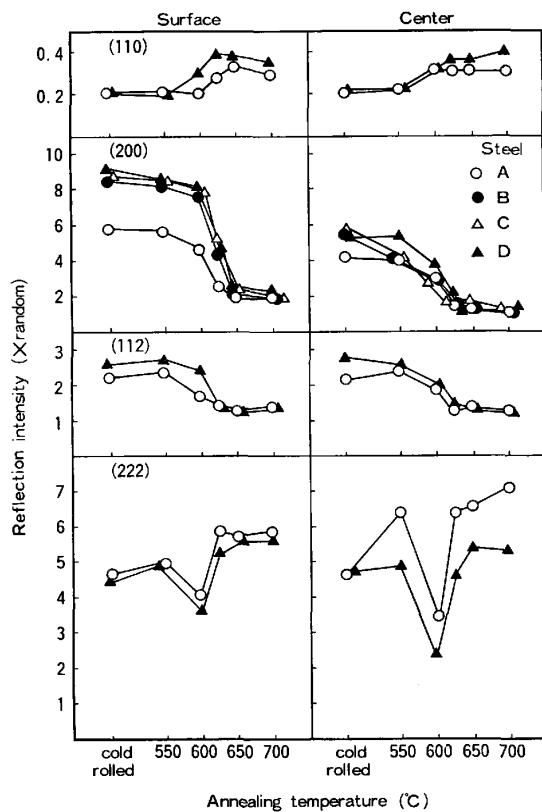 Surface Center
(110)
0.4
0.2
(200)
Steel
A
B
C
D
10
8
6
4
2
(112)
3
2
1
(222)
7
6
5
4
3
2
1
Reflection intensity (×random)
cold rolled 550 600 650 700
cold rolled 550 600 650 700
Annealing temperature (℃)